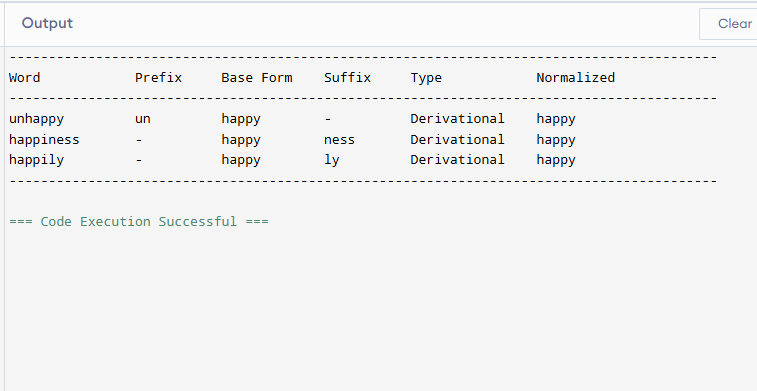 Output
Clear
------------------------------------------------------------------------------------------
Word            Prefix     Base Form    Suffix     Type            Normalized
------------------------------------------------------------------------------------------
unhappy         un         happy        -          Derivational    happy
happiness       -          happy        ness       Derivational    happy
happily         -          happy        ly         Derivational    happy
------------------------------------------------------------------------------------------
=== Code Execution Successful ===